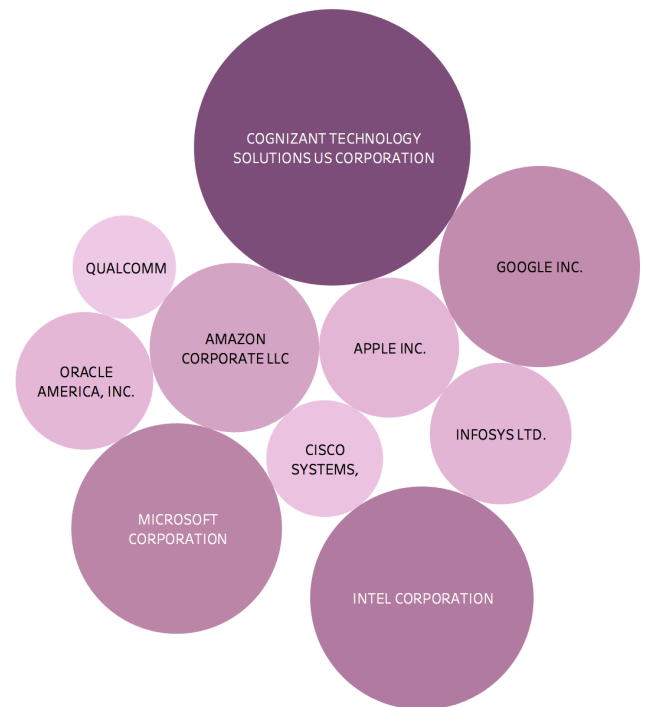 COGNIZANT TECHNOLOGY
SOLUTIONS US CORPORATION
GOOGLE INC.
QUALCOMM
AMAZON
CORPORATE LLC
APPLE INC.
ORACLE
AMERICA, INC.
INFOSYS LTD.
CISCO
SYSTEMS,
MICROSOFT
CORPORATION
INTEL CORPORATION